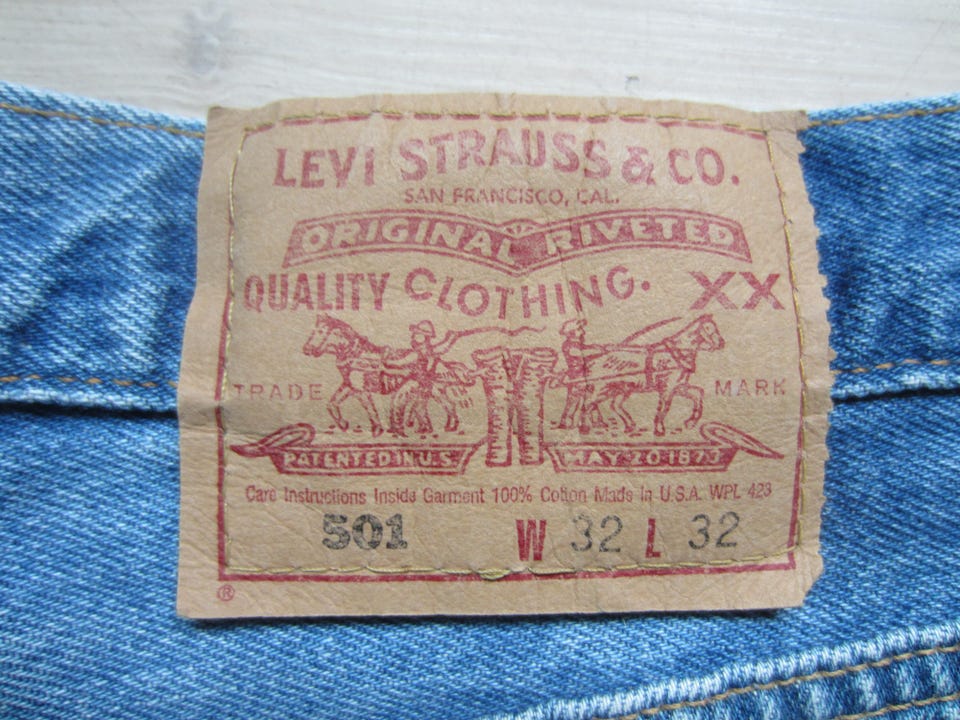 LEVI STRAUSS & CO.
SAN FRANCISCO, CAL.
ORIGINAL RIVETED
QUALITY CLOTHING. XX
TRADE MARK
PATENTED IN U.S. MAY 20 1873
Care Instructions Inside Garment 100% Cotton Made in U.S.A. WPL 423
501 W 32 L 32
®